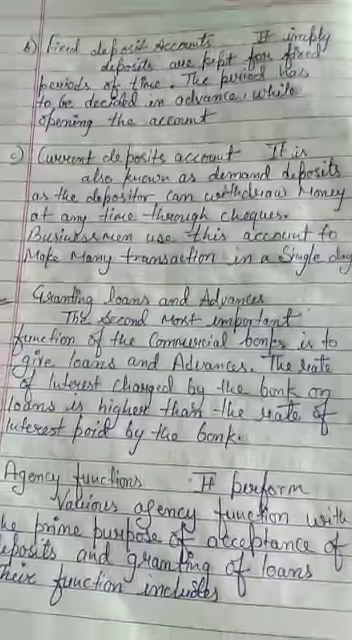 b) Fixed deposit Accounts It imply
deposits are kept for fixed
periods of time. The period has
to be decided in advance, while
opening the account
c) Current deposits account It is
also known as demand deposits
as the depositor can withdraw Money
at any time through cheques.
Businessmen use this account to
Make Many transaction in a Single day
Granting loans and Advances
The Second Most important
function of the Commercial banks is to
give loans and Advances. The rate
of Interest charged by the bank on
loans is highest than the rate of
Interest paid by the bank.
Agency functions It perform
Various agency function with
he prime purpose of acceptance of
eposits and granting of loans
heir function includes